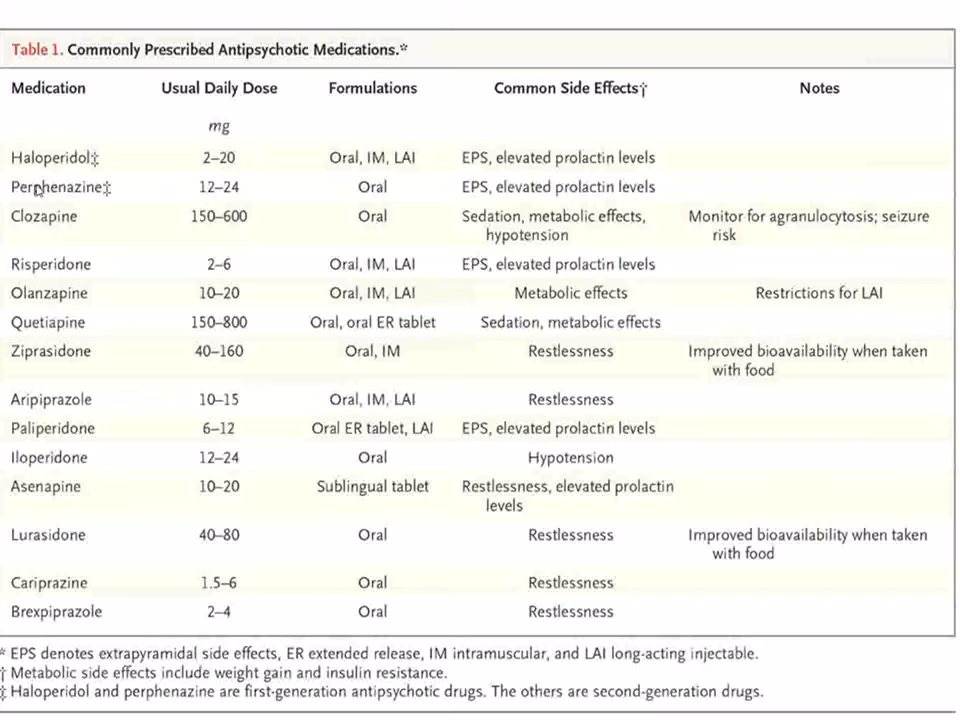 Table 1. Commonly Prescribed Antipsychotic Medications.*
Medication Usual Daily Dose Formulations Common Side Effects† Notes
mg
Haloperidol‡ 2–20 Oral, IM, LAI EPS, elevated prolactin levels
Perphenazine‡ 12–24 Oral EPS, elevated prolactin levels
Clozapine 150–600 Oral Sedation, metabolic effects, Monitor for agranulocytosis; seizure
hypotension risk
Risperidone 2–6 Oral, IM, LAI EPS, elevated prolactin levels
Olanzapine 10–20 Oral, IM, LAI Metabolic effects Restrictions for LAI
Quetiapine 150–800 Oral, oral ER tablet Sedation, metabolic effects
Ziprasidone 40–160 Oral, IM Restlessness Improved bioavailability when taken
with food
Aripiprazole 10–15 Oral, IM, LAI Restlessness
Paliperidone 6–12 Oral ER tablet, LAI EPS, elevated prolactin levels
Iloperidone 12–24 Oral Hypotension
Asenapine 10–20 Sublingual tablet Restlessness, elevated prolactin
levels
Lurasidone 40–80 Oral Restlessness Improved bioavailability when taken
with food
Cariprazine 1.5–6 Oral Restlessness
Brexpiprazole 2–4 Oral Restlessness
* EPS denotes extrapyramidal side effects, ER extended release, IM intramuscular, and LAI long-acting injectable.
† Metabolic side effects include weight gain and insulin resistance.
‡ Haloperidol and perphenazine are first-generation antipsychotic drugs. The others are second-generation drugs.